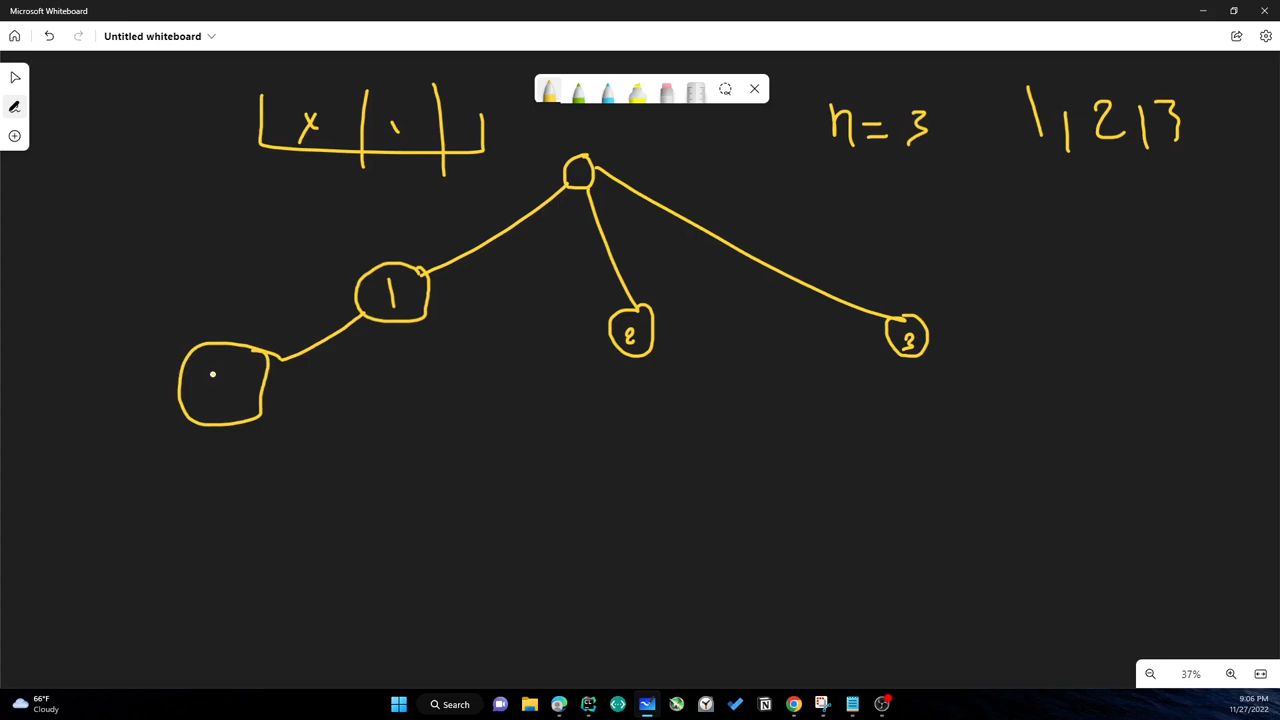 Microsoft Whiteboard
Untitled whiteboard
x
n = 3
1, 2, 3
1
2
3
37%
66°F
Cloudy
Search
9:06 PM
11/27/2022